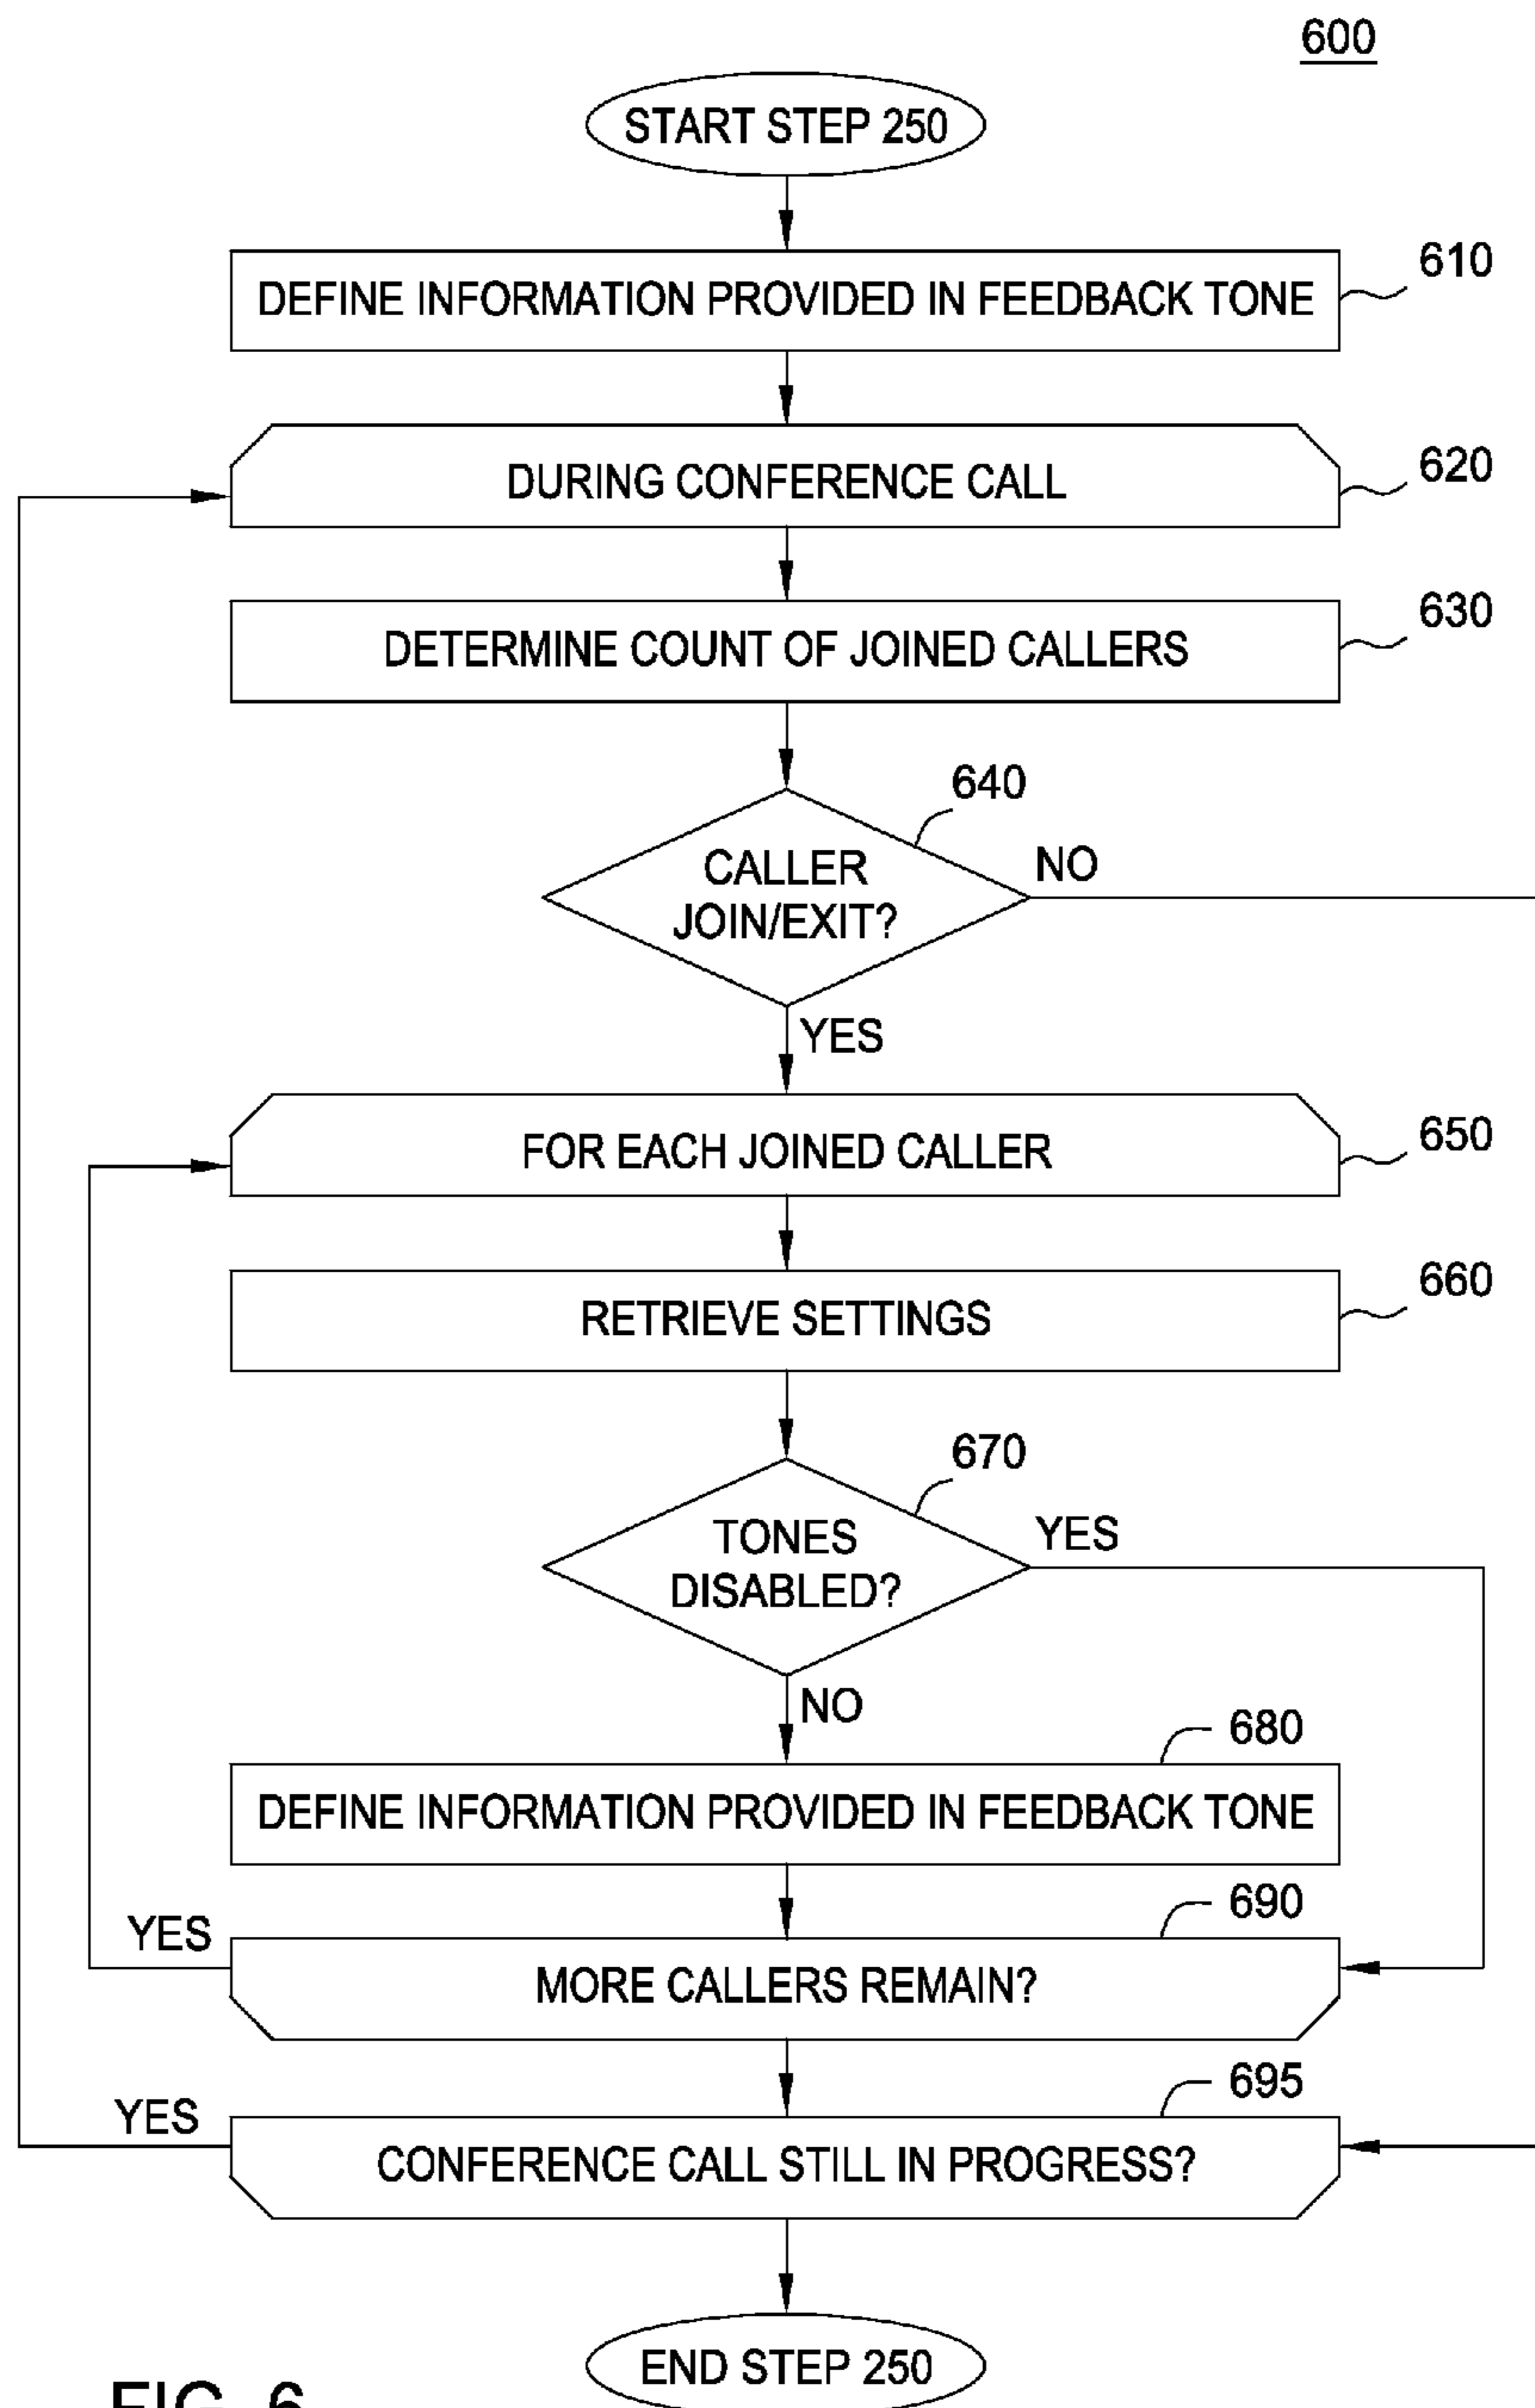 600
START STEP 250
DEFINE INFORMATION PROVIDED IN FEEDBACK TONE
610
DURING CONFERENCE CALL
620
DETERMINE COUNT OF JOINED CALLERS
630
640
CALLER
JOIN/EXIT?
NO
YES
FOR EACH JOINED CALLER
650
RETRIEVE SETTINGS
660
670
TONES
DISABLED?
YES
NO
680
DEFINE INFORMATION PROVIDED IN FEEDBACK TONE
690
YES
MORE CALLERS REMAIN?
695
YES
CONFERENCE CALL STILL IN PROGRESS?
END STEP 250
FIG. 6